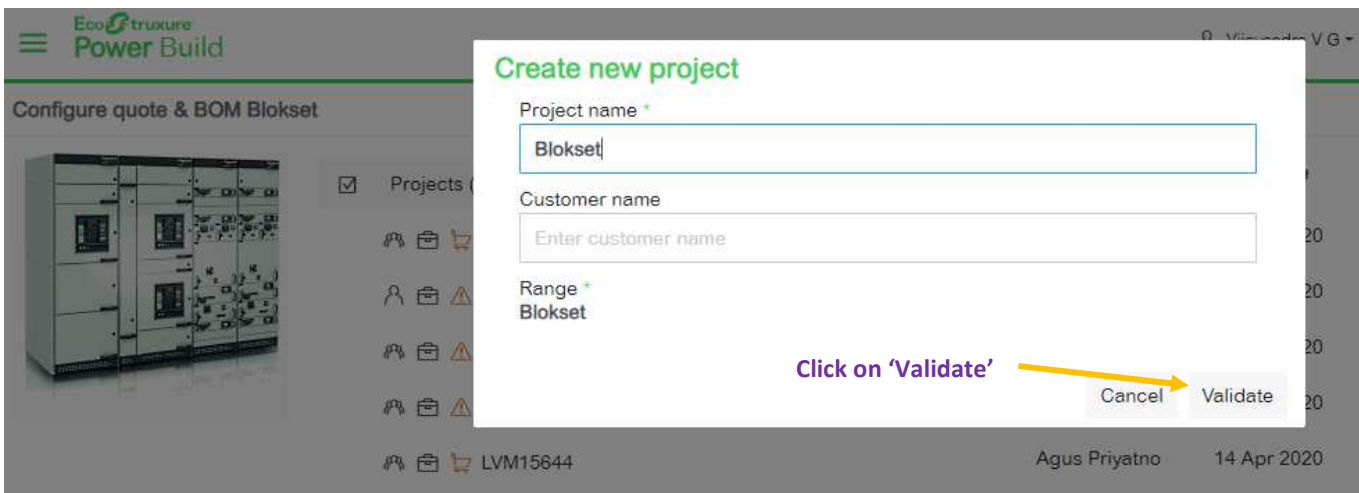 EcoStruxure
Power Build
V G
Create new project
Configure quote & BOM Blokset
Project name *
Blokset
Projects (
Customer name
Enter customer name
20
Range *
20
Blokset
20
Click on ‘Validate’
Cancel Validate
20
LVM15644 Agus Priyatno 14 Apr 2020